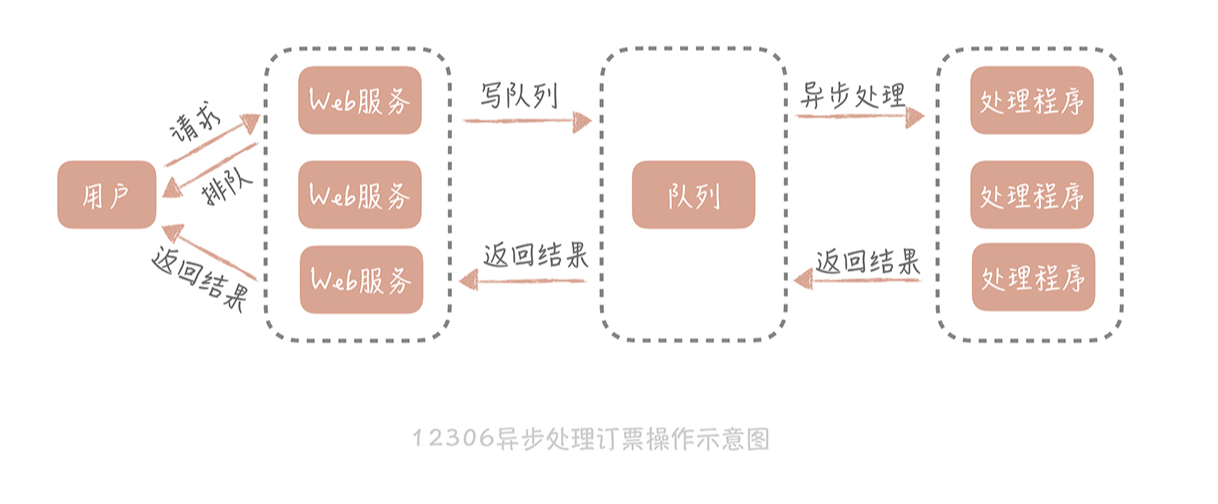 Web服务
处理程序
写队列
异步处理
请求
用户
排队
Web服务
队列
处理程序
返回结果
Web服务
返回结果
返回结果
处理程序
12306异步处理订票操作示意图